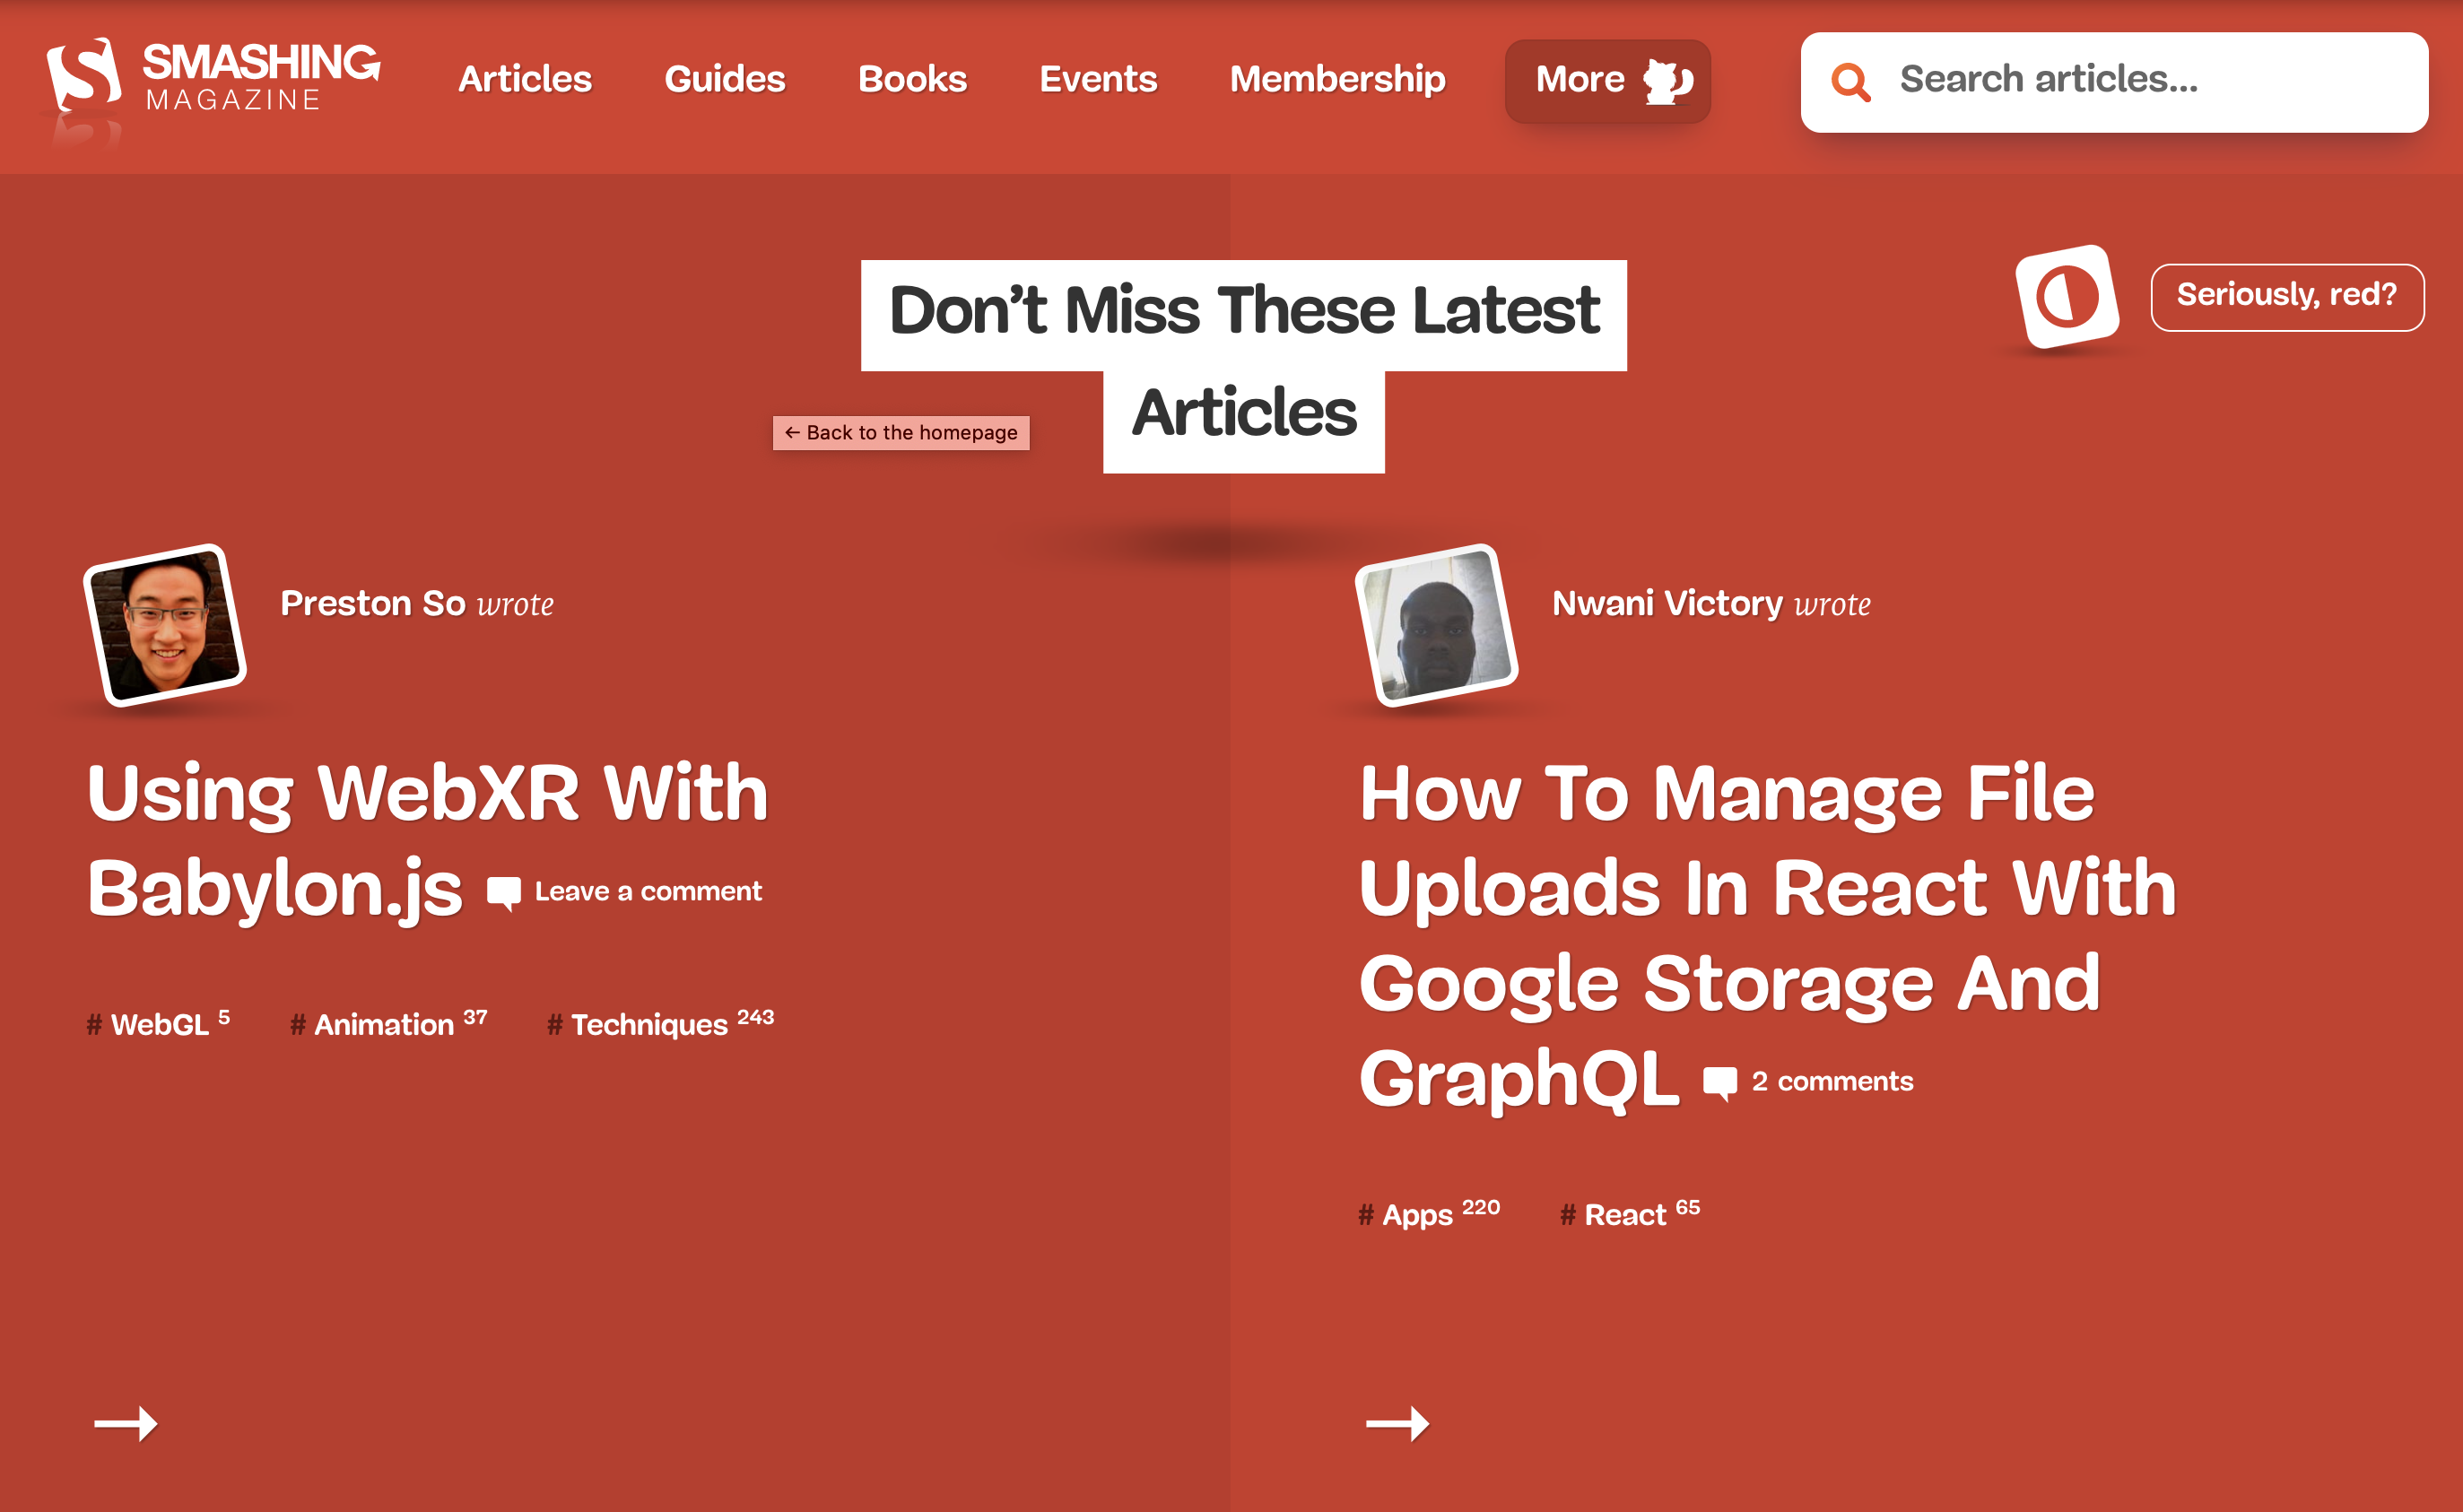 SMASHING
MAGAZINE
Articles
Guides
Books
Events
Membership
More
Search articles...
Don’t Miss These Latest
Articles
← Back to the homepage
Seriously, red?
Preston So wrote
Using WebXR With
Babylon.js Leave a comment
# WebGL 5 # Animation 37 # Techniques 243
Nwani Victory wrote
How To Manage File
Uploads In React With
Google Storage And
GraphQL 2 comments
# Apps 220 # React 65